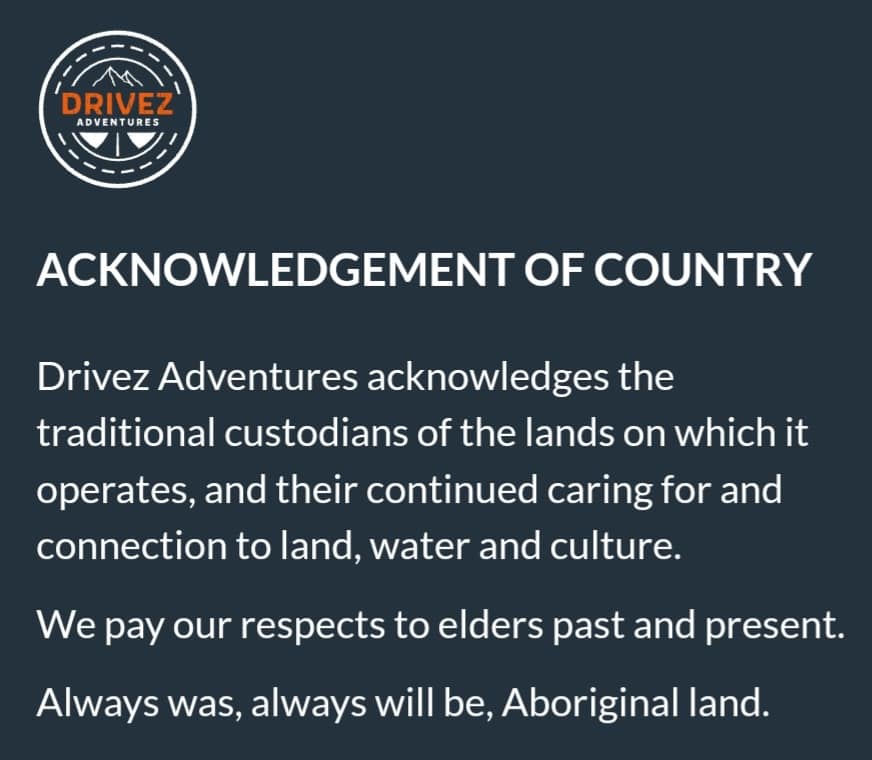 DRIVEZ
ADVENTURES
ACKNOWLEDGEMENT OF COUNTRY
Drivez Adventures acknowledges the
traditional custodians of the lands on which it
operates, and their continued caring for and
connection to land, water and culture.
We pay our respects to elders past and present.
Always was, always will be, Aboriginal land.